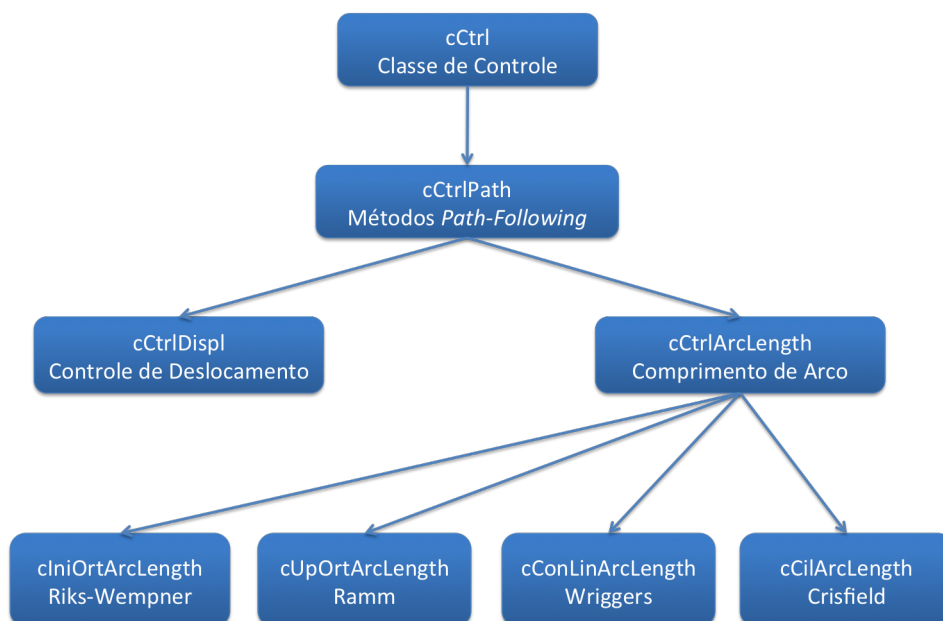 cCtrl
Classe de Controle
cCtrlPath
Métodos Path-Following
cCtrlDispl
Controle de Deslocamento
cCtrlArcLength
Comprimento de Arco
cIniOrtArcLength
Riks-Wempner
cUpOrtArcLength
Ramm
cConLinArcLength
Wriggers
cCilArcLength
Crisfield